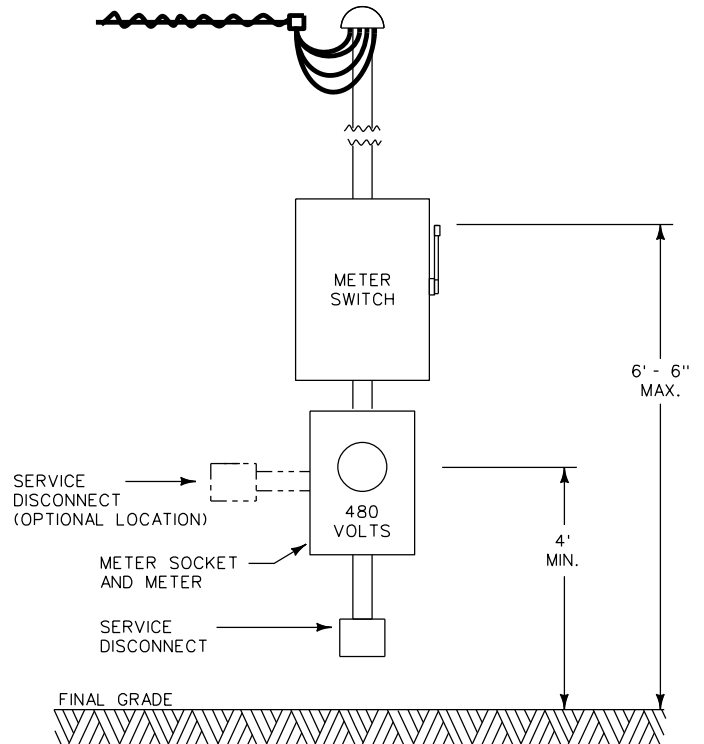 METER
SWITCH
6' - 6"
MAX.
SERVICE
DISCONNECT
(OPTIONAL LOCATION)
480
VOLTS
4'
MIN.
METER SOCKET
AND METER
SERVICE
DISCONNECT
FINAL GRADE